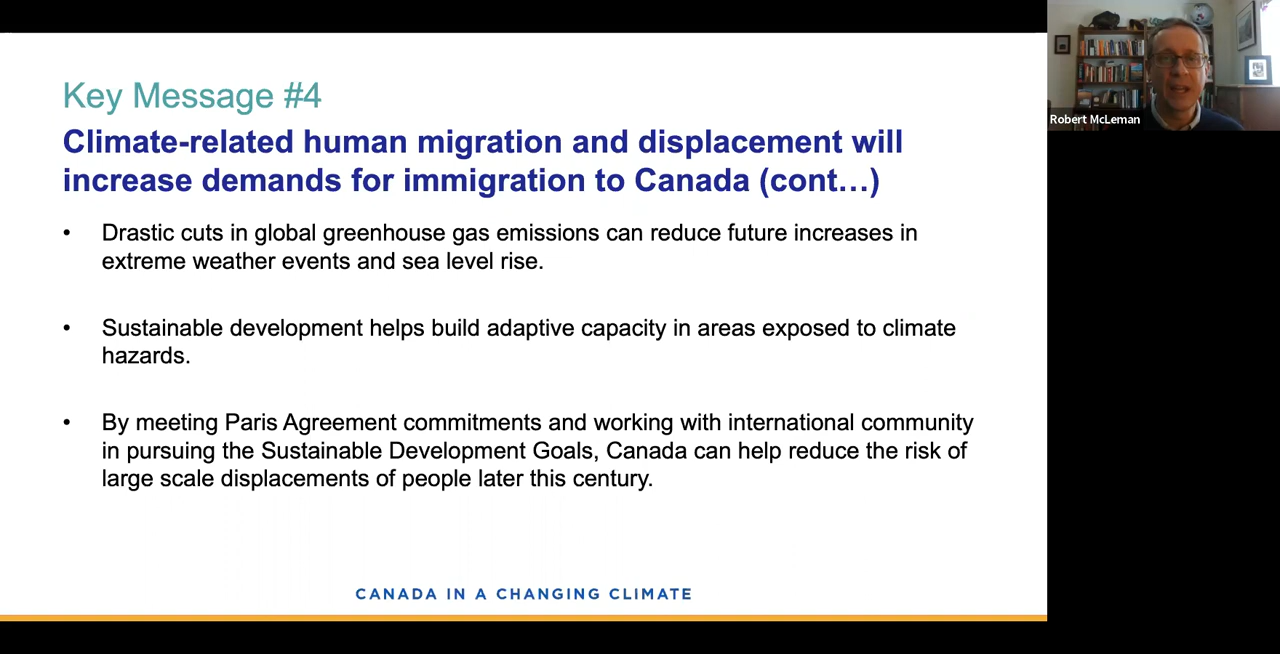 Key Message #4
Climate-related human migration and displacement will
increase demands for immigration to Canada (cont…)
• Drastic cuts in global greenhouse gas emissions can reduce future increases in
extreme weather events and sea level rise.
• Sustainable development helps build adaptive capacity in areas exposed to climate
hazards.
• By meeting Paris Agreement commitments and working with international community
in pursuing the Sustainable Development Goals, Canada can help reduce the risk of
large scale displacements of people later this century.
CANADA IN A CHANGING CLIMATE
Robert McLeman